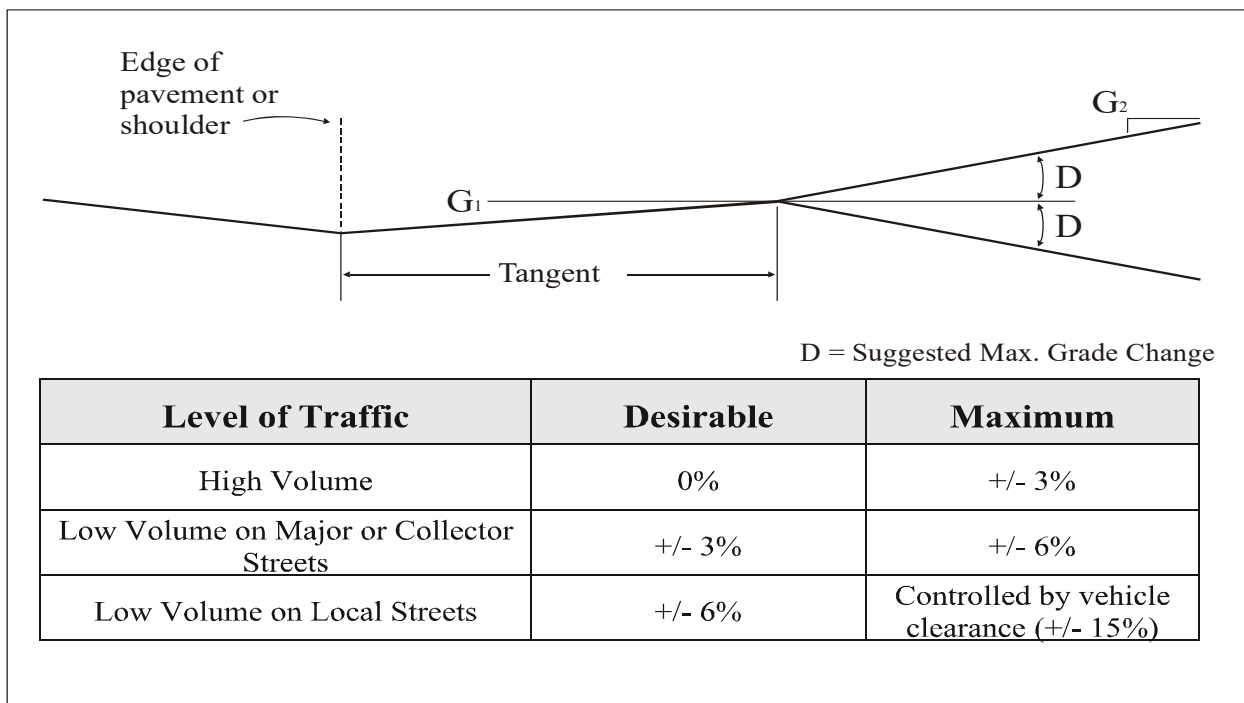 Edge of
pavement or
shoulder
G2
G1
D
D
Tangent
D = Suggested Max. Grade Change
Level of Traffic Desirable Maximum
High Volume 0% +/- 3%
Low Volume on Major or Collector
Streets +/- 3% +/- 6%
Low Volume on Local Streets +/- 6% Controlled by vehicle
clearance (+/- 15%)